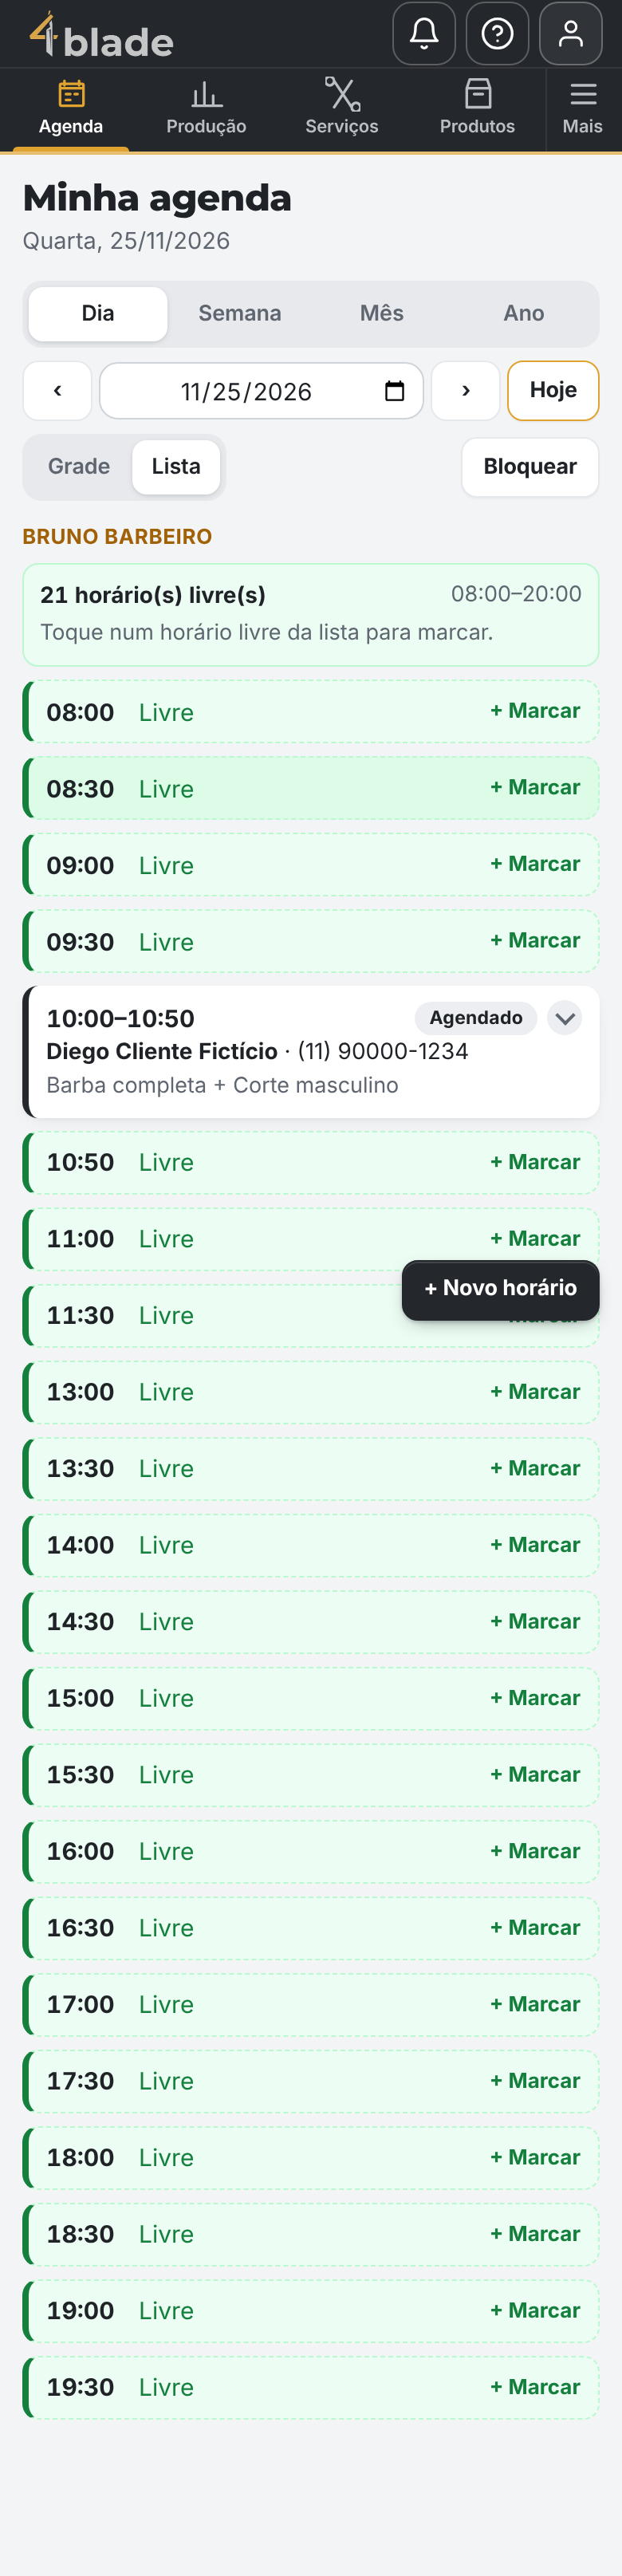 4blade
Agenda Produção Serviços Produtos Mais
Minha agenda
Quarta, 25/11/2026
Dia Semana Mês Ano
‹ 11/25/2026 › Hoje
Grade Lista Bloquear
BRUNO BARBEIRO
21 horário(s) livre(s) 08:00–20:00
Toque num horário livre da lista para marcar.
08:00 Livre + Marcar
08:30 Livre + Marcar
09:00 Livre + Marcar
09:30 Livre + Marcar
10:00–10:50 Agendado
Diego Cliente Fictício · (11) 90000-1234
Barba completa + Corte masculino
10:50 Livre + Marcar
11:00 Livre + Marcar
+ Novo horário
11:30 Livre
13:00 Livre + Marcar
13:30 Livre + Marcar
14:00 Livre + Marcar
14:30 Livre + Marcar
15:00 Livre + Marcar
15:30 Livre + Marcar
16:00 Livre + Marcar
16:30 Livre + Marcar
17:00 Livre + Marcar
17:30 Livre + Marcar
18:00 Livre + Marcar
18:30 Livre + Marcar
19:00 Livre + Marcar
19:30 Livre + Marcar